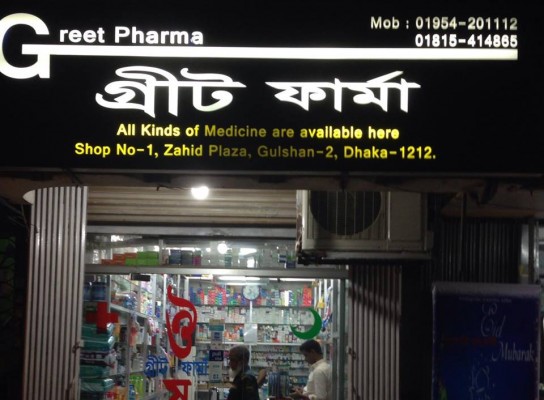 Greet Pharma
Mob : 01954-201112
01815-414865
গ্রীট ফার্মা
All Kinds of Medicine are available here
Shop No-1, Zahid Plaza, Gulshan-2, Dhaka-1212.
গ্রীট ফার্মা
Eid
Mubarak